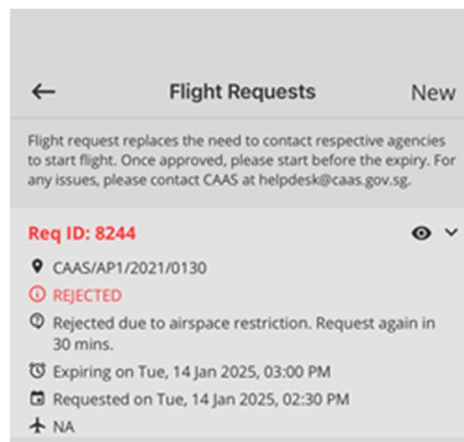 Flight Requests New
Flight request replaces the need to contact respective agencies
to start flight. Once approved, please start before the expiry. For
any issues, please contact CAAS at helpdesk@caas.gov.sg.
Req ID: 8244
CAAS/AP1/2021/0130
REJECTED
Rejected due to airspace restriction. Request again in
30 mins.
Expiring on Tue, 14 Jan 2025, 03:00 PM
Requested on Tue, 14 Jan 2025, 02:30 PM
NA